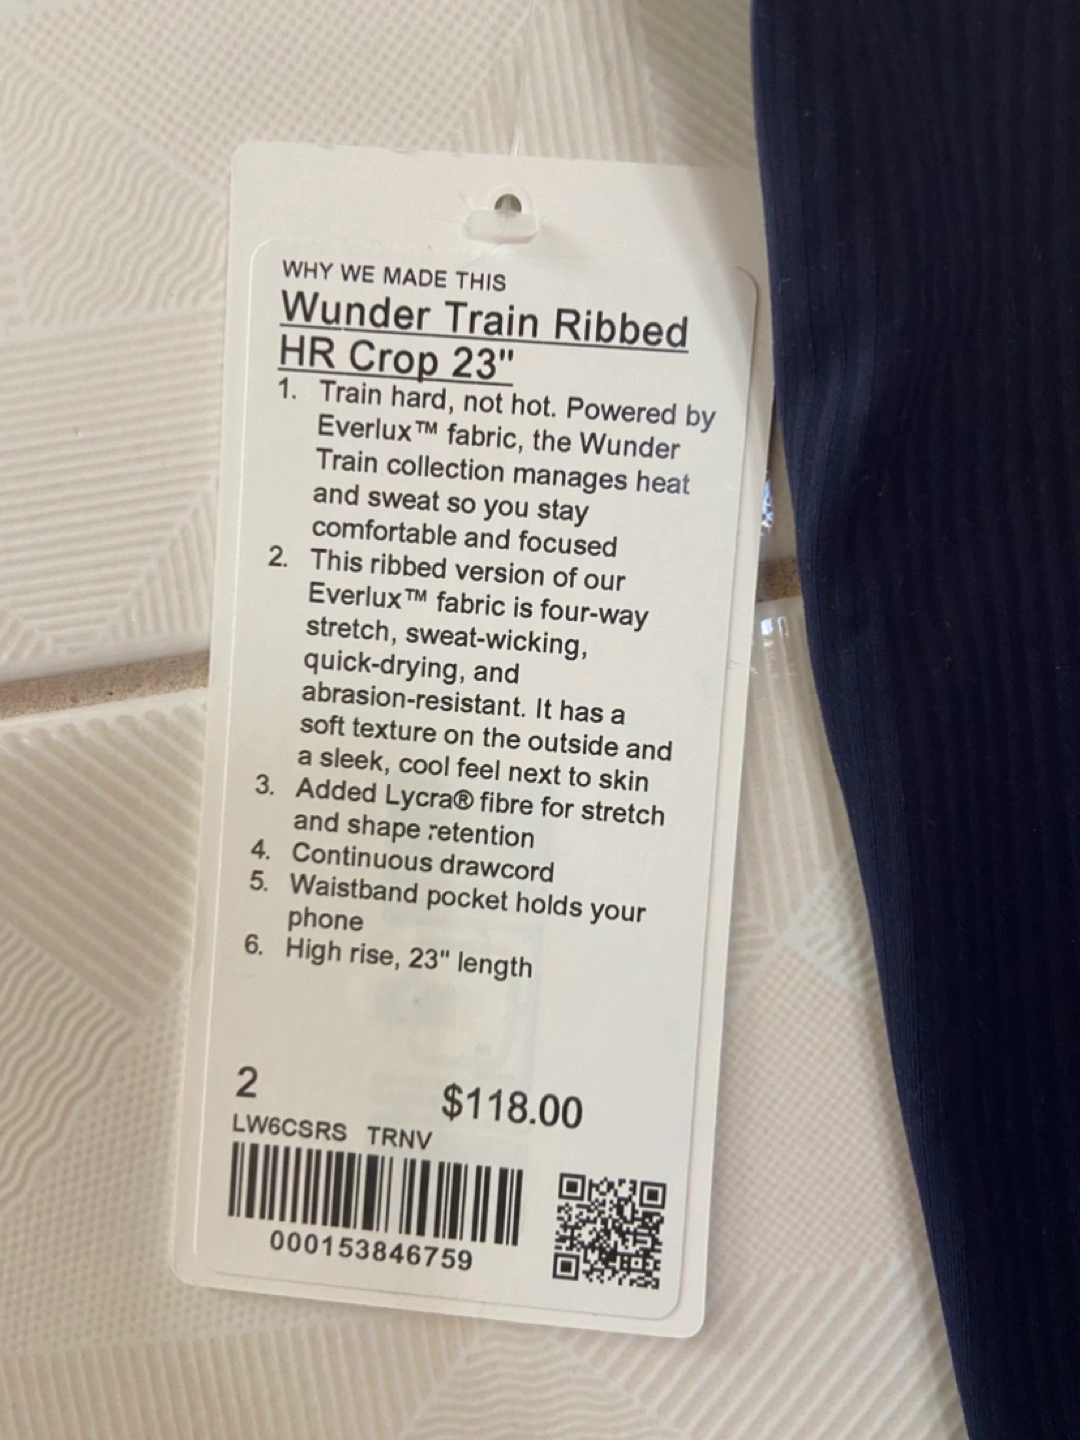 WHY WE MADE THIS
Wunder Train Ribbed
HR Crop 23"
1. Train hard, not hot. Powered by
Everlux™ fabric, the Wunder
Train collection manages heat
and sweat so you stay
comfortable and focused
2. This ribbed version of our
Everlux™ fabric is four-way
stretch, sweat-wicking,
quick-drying, and
abrasion-resistant. It has a
soft texture on the outside and
a sleek, cool feel next to skin
3. Added Lycra® fibre for stretch
and shape retention
4. Continuous drawcord
5. Waistband pocket holds your
phone
6. High rise, 23" length
2 $118.00
LW6CSRS TRNV
000153846759